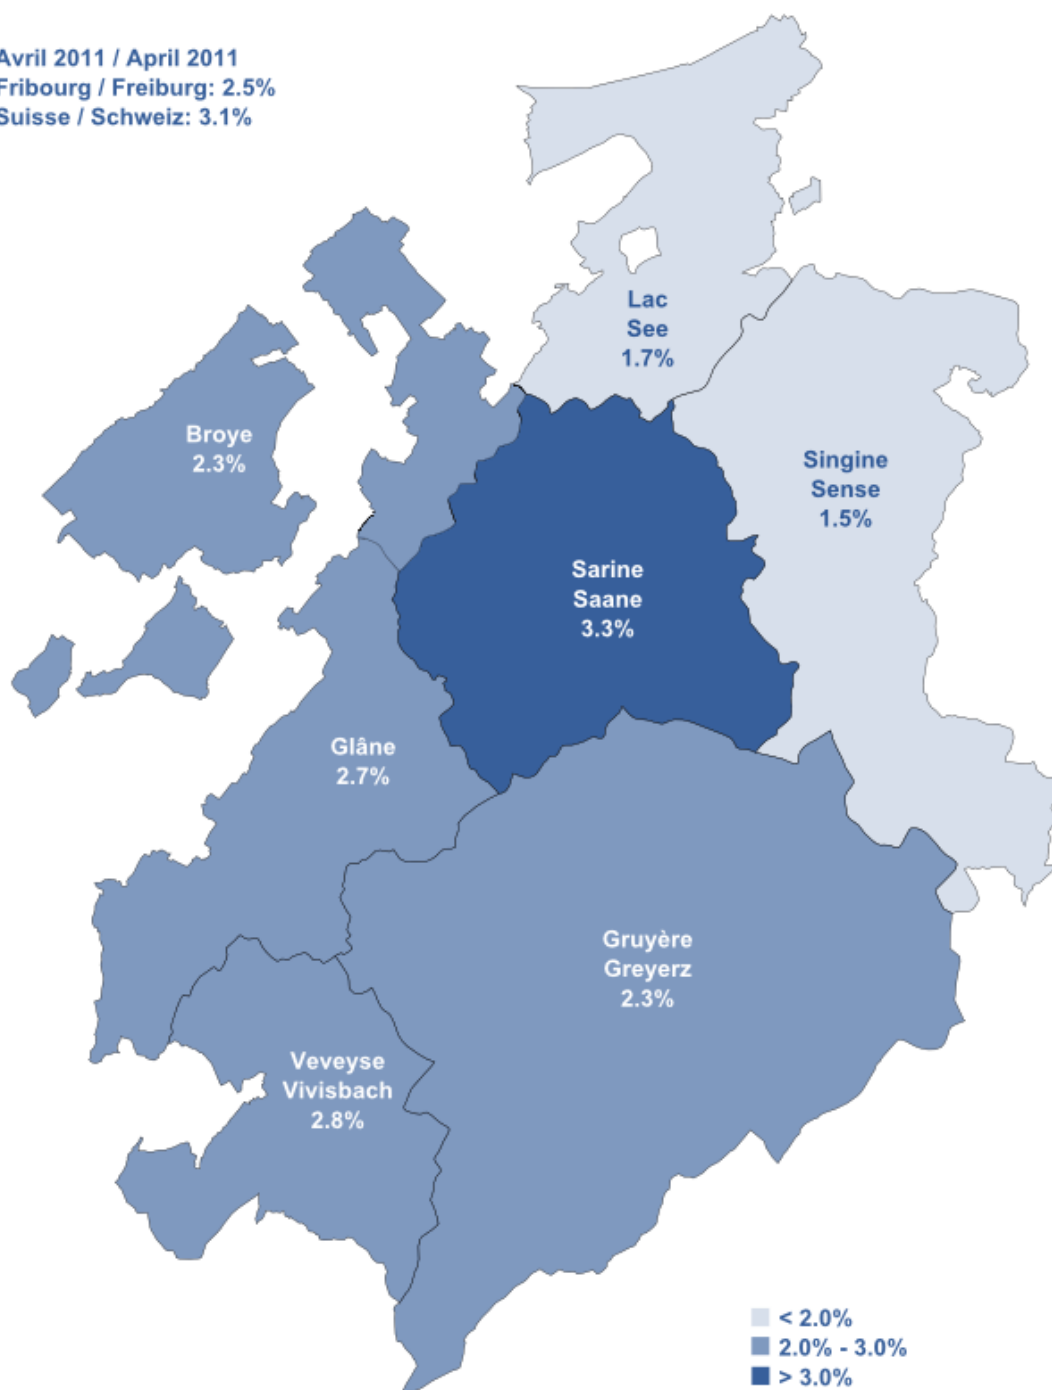 Avril 2011 / April 2011
Fribourg / Freiburg: 2.5%
Suisse / Schweiz: 3.1%
Lac
See
1.7%
Broye
2.3%
Singine
Sense
1.5%
Sarine
Saane
3.3%
Glâne
2.7%
Gruyère
Greyerz
2.3%
Veveyse
Vivisbach
2.8%
< 2.0%
2.0% - 3.0%
> 3.0%